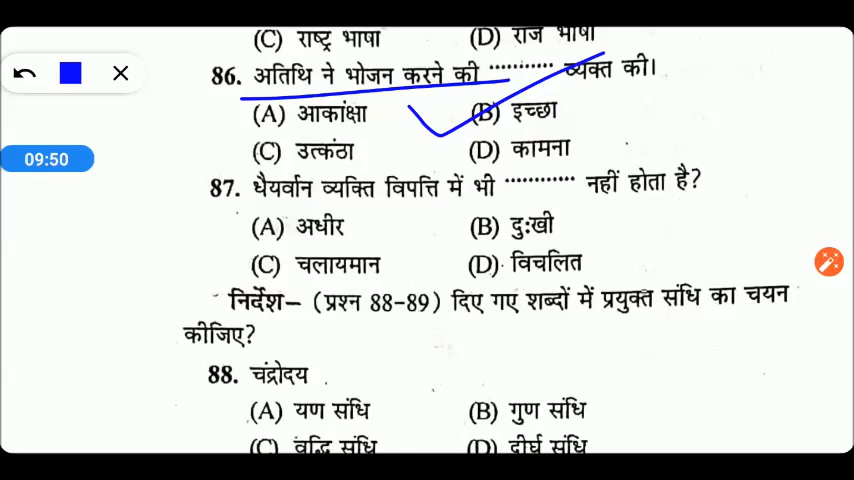 (C) राष्ट्र भाषा (D) राज भाषा
86. अतिथि ने भोजन करने की ........... व्यक्त की।
(A) आकांक्षा (B) इच्छा
09:50
(C) उत्कंठा (D) कामना
87. धैयर्वान व्यक्ति विपत्ति में भी ............. नहीं होता है?
(A) अधीर (B) दुःखी
(C) चलायमान (D) विचलित
निर्देश– (प्रश्न 88-89) दिए गए शब्दों में प्रयुक्त संधि का चयन
कीजिए?
88. चंद्रोदय
(A) यण संधि (B) गुण संधि
(C) वृद्धि संधि (D) दीर्घ संधि